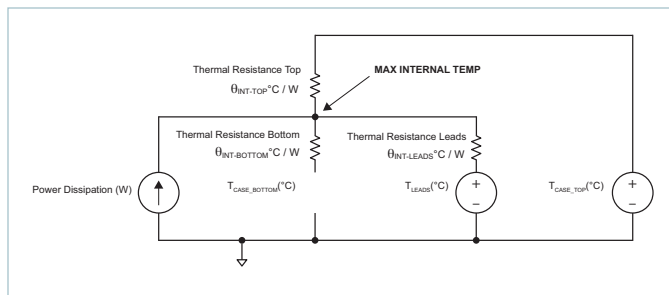 Thermal Resistance Top
θINT-TOP°C / W
MAX INTERNAL TEMP
Thermal Resistance Bottom
θINT-BOTTOM°C / W
Thermal Resistance Leads
θINT-LEADS°C / W
Power Dissipation (W)
TCASE_BOTTOM(°C)
TLEADS(°C)
TCASE_TOP(°C)
+
–
+
–